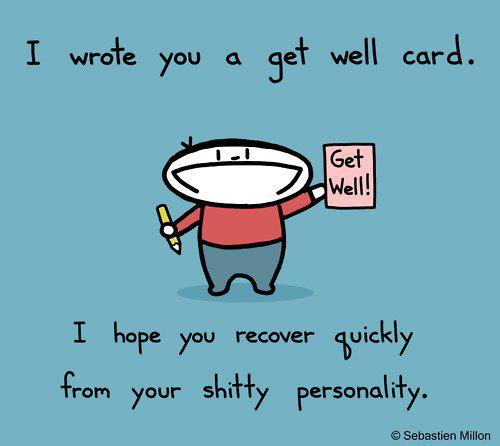 I wrote you a get well card.
Get
Well!
I hope you recover quickly
from your shitty personality.
© Sebastien Millon